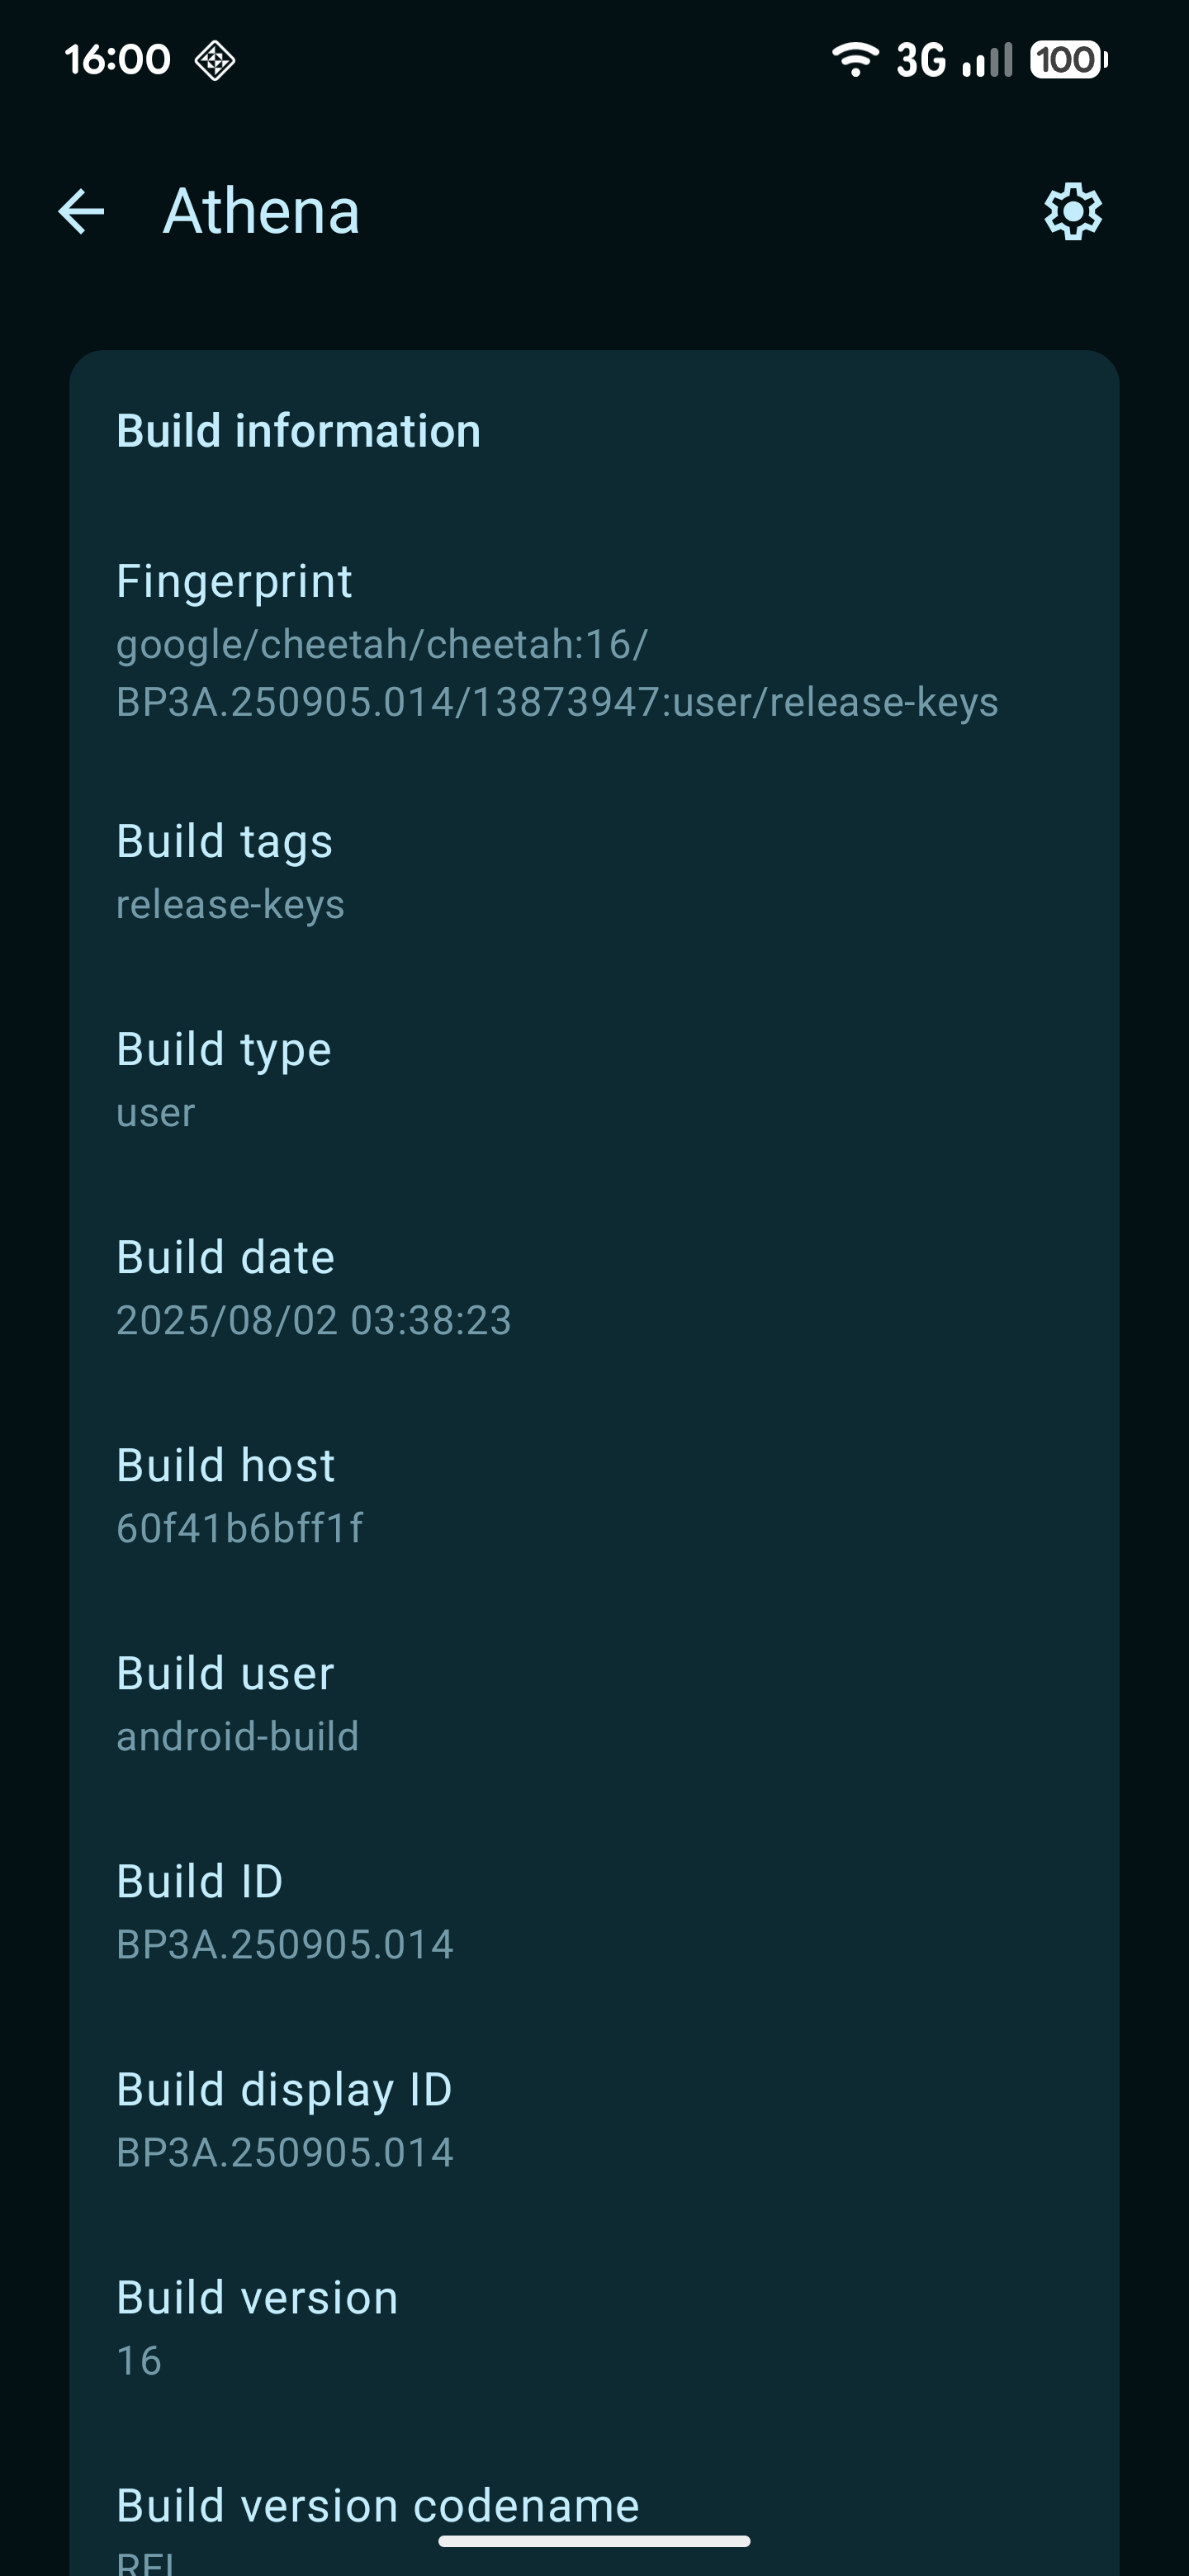 16:00
3G
100
Athena
Build information
Fingerprint
google/cheetah/cheetah:16/
BP3A.250905.014/13873947:user/release-keys
Build tags
release-keys
Build type
user
Build date
2025/08/02 03:38:23
Build host
60f41b6bff1f
Build user
android-build
Build ID
BP3A.250905.014
Build display ID
BP3A.250905.014
Build version
16
Build version codename
REL